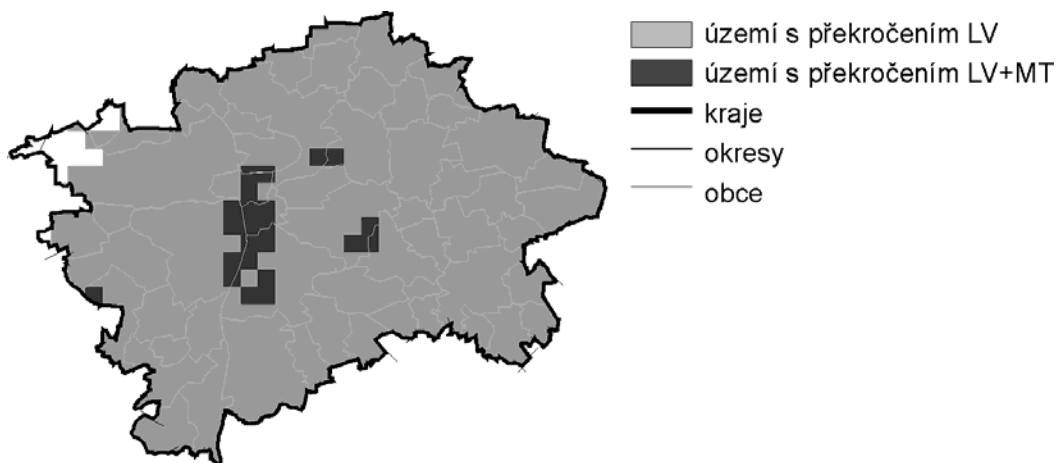 území s překročením LV
území s překročením LV+MT
kraje
okresy
obce